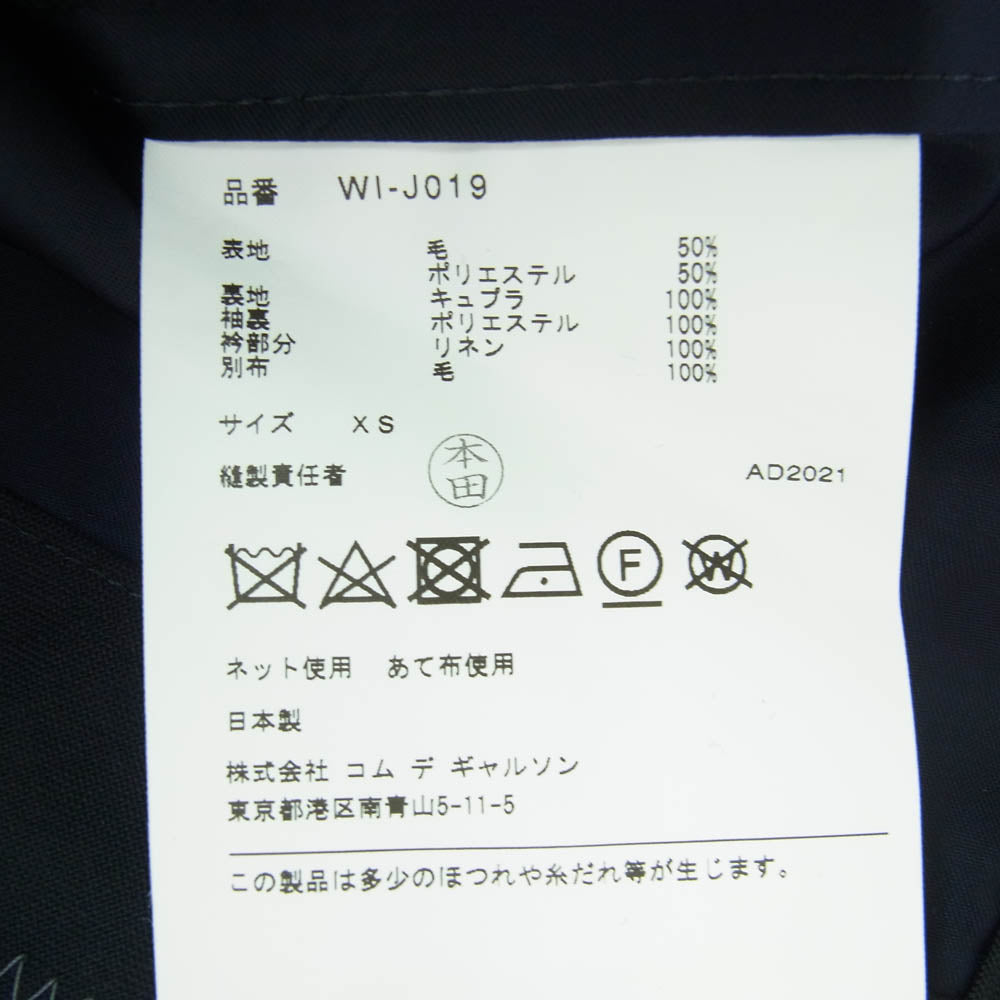 品番 WI-J019
表地 毛 50%
ポリエステル 50%
裏地 キュプラ 100%
袖裏 ポリエステル 100%
衿部分 リネン 100%
別布 毛 100%
サイズ XS
縫製責任者 本田 AD2021
F W
ネット使用 あて布使用
日本製
株式会社 コム デ ギャルソン
東京都港区南青山5-11-5
この製品は多少のほつれや糸だれ等が生じます。